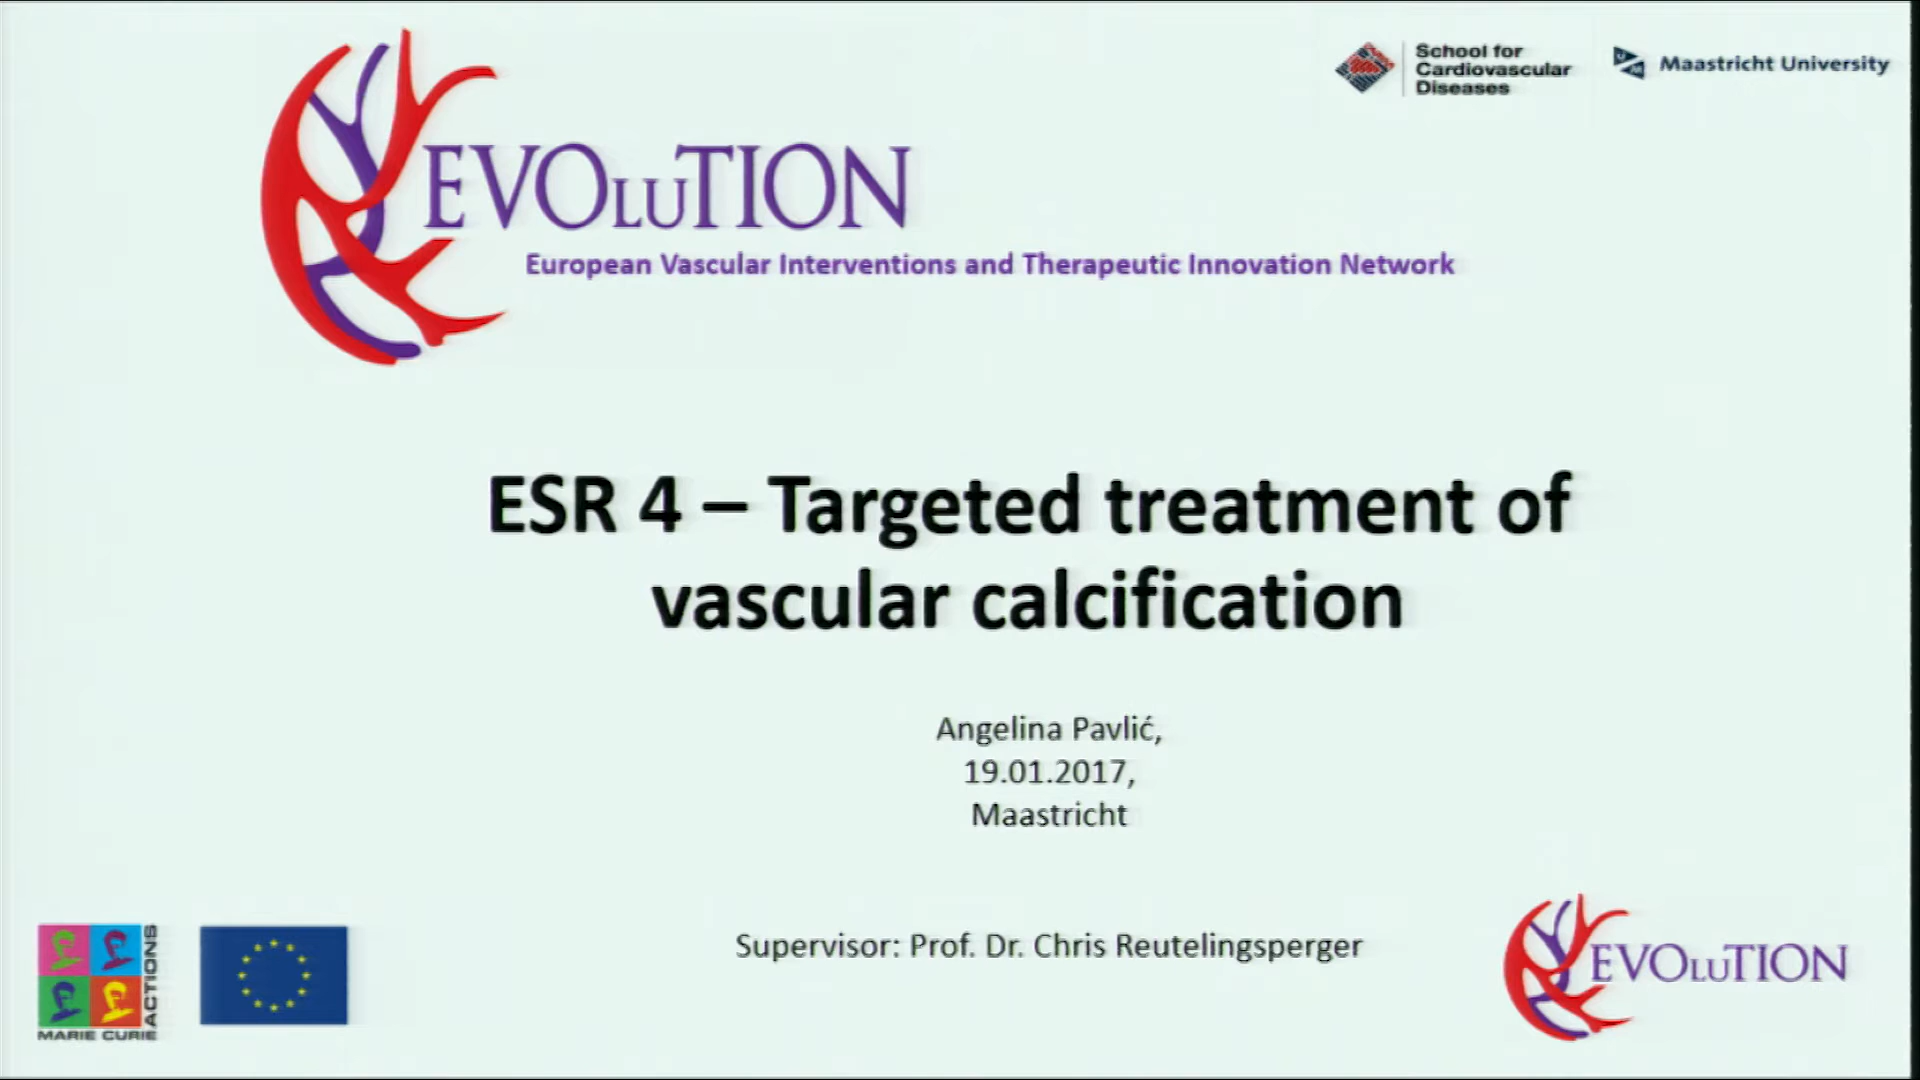 School for
Cardiovascular
Diseases
Maastricht University
EVOLUTION
European Vascular Interventions and Therapeutic Innovation Network
ESR 4 – Targeted treatment of
vascular calcification
Angelina Pavlić,
19.01.2017,
Maastricht
Supervisor: Prof. Dr. Chris Reutelingsperger
MARIE CURIE
ACTIONS
EVOLUTION